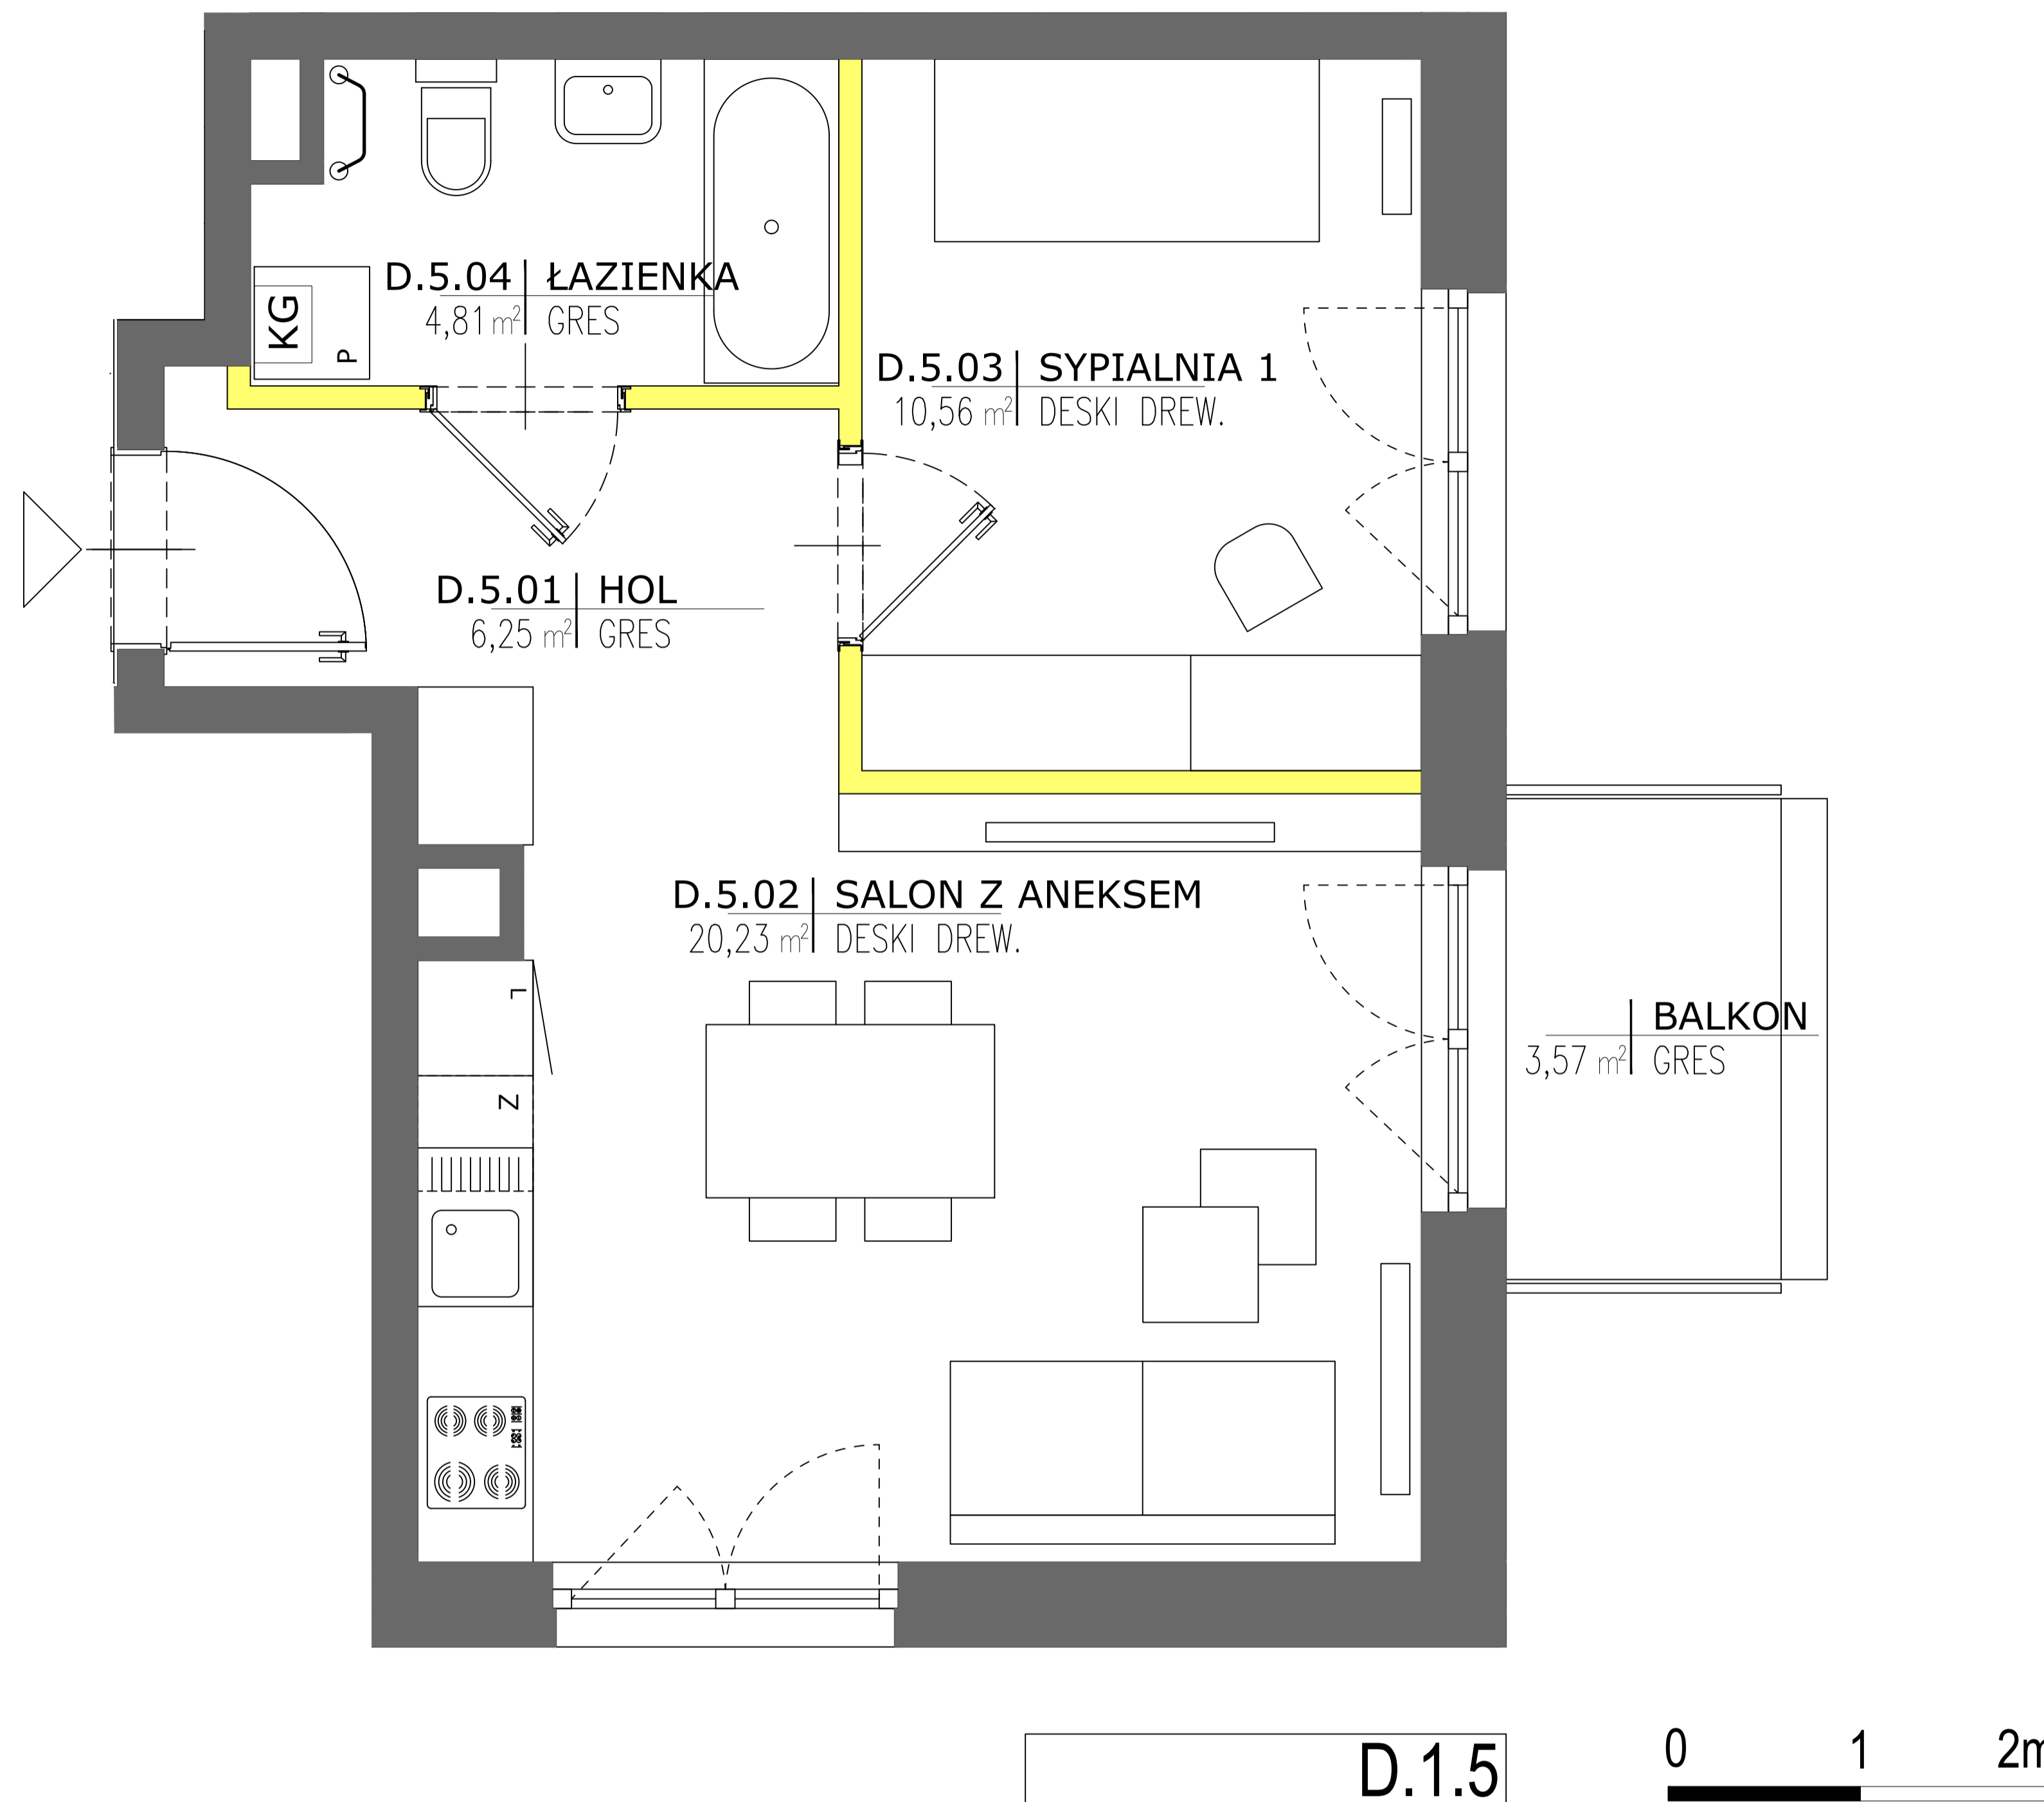 D.5.04 ŁAZIENKA
4,81 m² GRES
KG
P
D.5.03 SYPIALNIA 1
10,56 m² DESKI DREW.
D.5.01 HOL
6,25 m² GRES
D.5.02 SALON Z ANEKSEM
20,23 m² DESKI DREW.
L
Z
BALKON
3,57 m² GRES
D.1.5
0 1 2m